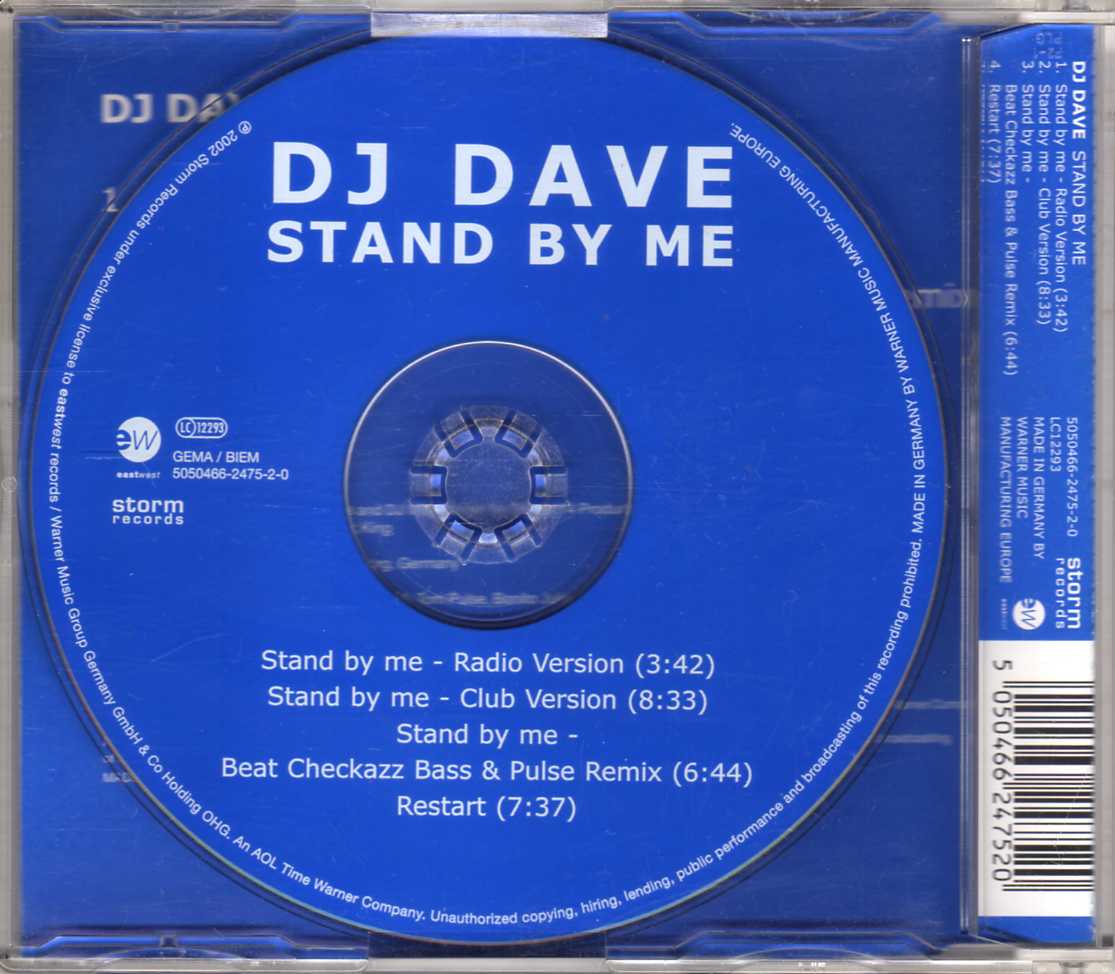 DJ DAVE
STAND BY ME
℗ 2002 Storm Records under exclusive license to eastwest records / Warner Music Group Germany GmbH & Co Holding OHG. An AOL Time Warner Company. Unauthorized copying, hiring, lending, public performance and broadcasting of this recording prohibited. MADE IN GERMANY BY WARNER MUSIC MANUFACTURING EUROPE.
ew
eastwest
LC 12293
GEMA / BIEM
5050466-2475-2-0
storm
records
Stand by me - Radio Version (3:42)
Stand by me - Club Version (8:33)
Stand by me -
Beat Checkazz Bass & Pulse Remix (6:44)
Restart (7:37)
DJ DAVE STAND BY ME
1. Stand by me - Radio Version (3:42)
2. Stand by me - Club Version (8:33)
3. Stand by me -
Beat Checkazz Bass & Pulse Remix (6:44)
4. Restart (7:37)
5050466-2475-2-0
LC12293
MADE IN GERMANY BY
WARNER MUSIC
MANUFACTURING EUROPE
storm
records
ew
eastwest
5 050466 247520
DJ DA
1